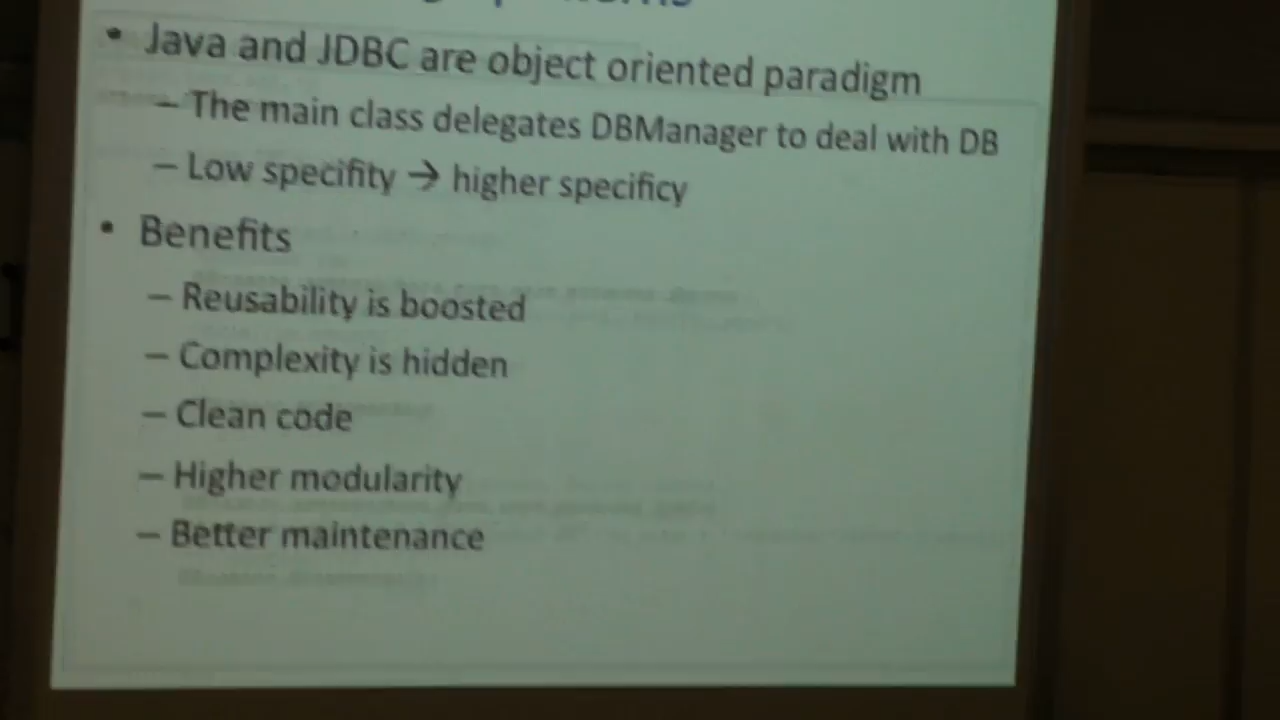 • Java and JDBC are object oriented paradigm
– The main class delegates DBManager to deal with DB
– Low specifity → higher specificy
• Benefits
– Reusability is boosted
– Complexity is hidden
– Clean code
– Higher modularity
– Better maintenance